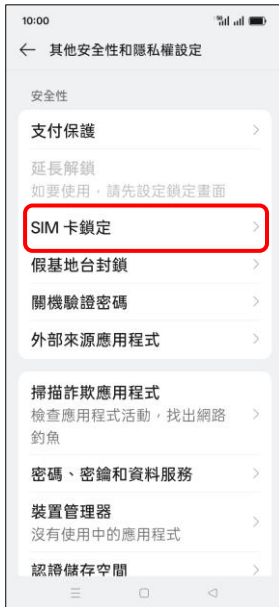 10:00
← 其他安全性和隱私權設定
安全性
支付保護
延長解鎖
如要使用，請先設定鎖定畫面
SIM 卡鎖定
假基地台封鎖
關機驗證密碼
外部來源應用程式
掃描詐欺應用程式
檢查應用程式活動，找出網路
釣魚
密碼、密鑰和資料服務
裝置管理器
沒有使用中的應用程式
認證儲存空間